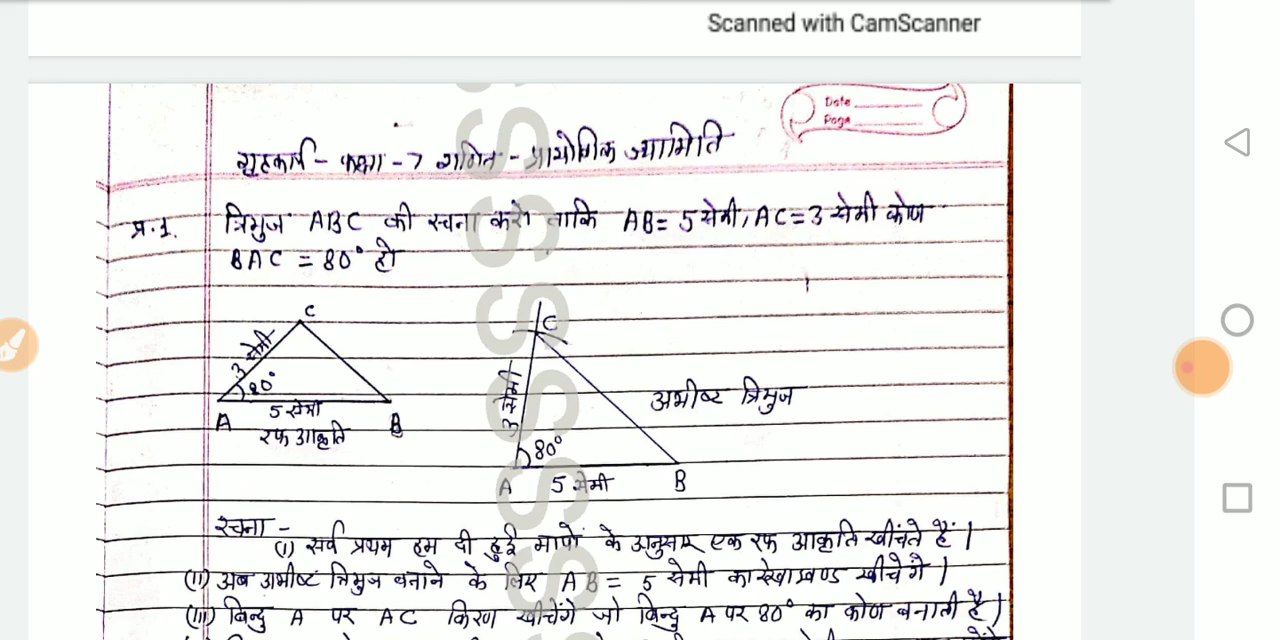 Scanned with CamScanner
Date
Page
गृहकार्य - कक्षा - 7 गणित - प्रायोगिक ज्यामिति
प्र.1. त्रिभुज ABC की रचना करो ताकि AB = 5 सेमी, AC = 3 सेमी कोण
BAC = 80° हो
C
3 सेमी
80°
5 सेमी
A B
रफ आकृति
C
3 सेमी
80°
A 5 सेमी B
अभीष्ट त्रिभुज
रचना -
(i) सर्व प्रथम हम दी हुई मापों के अनुसार एक रफ आकृति खींचते हैं।
(ii) अब अभीष्ट त्रिभुज बनाने के लिए AB = 5 सेमी का रेखाखण्ड खीचेगे।
(iii) बिन्दु A पर AC किरण खीचेंगे जो बिन्दु A पर 80° का कोण बनाती है।